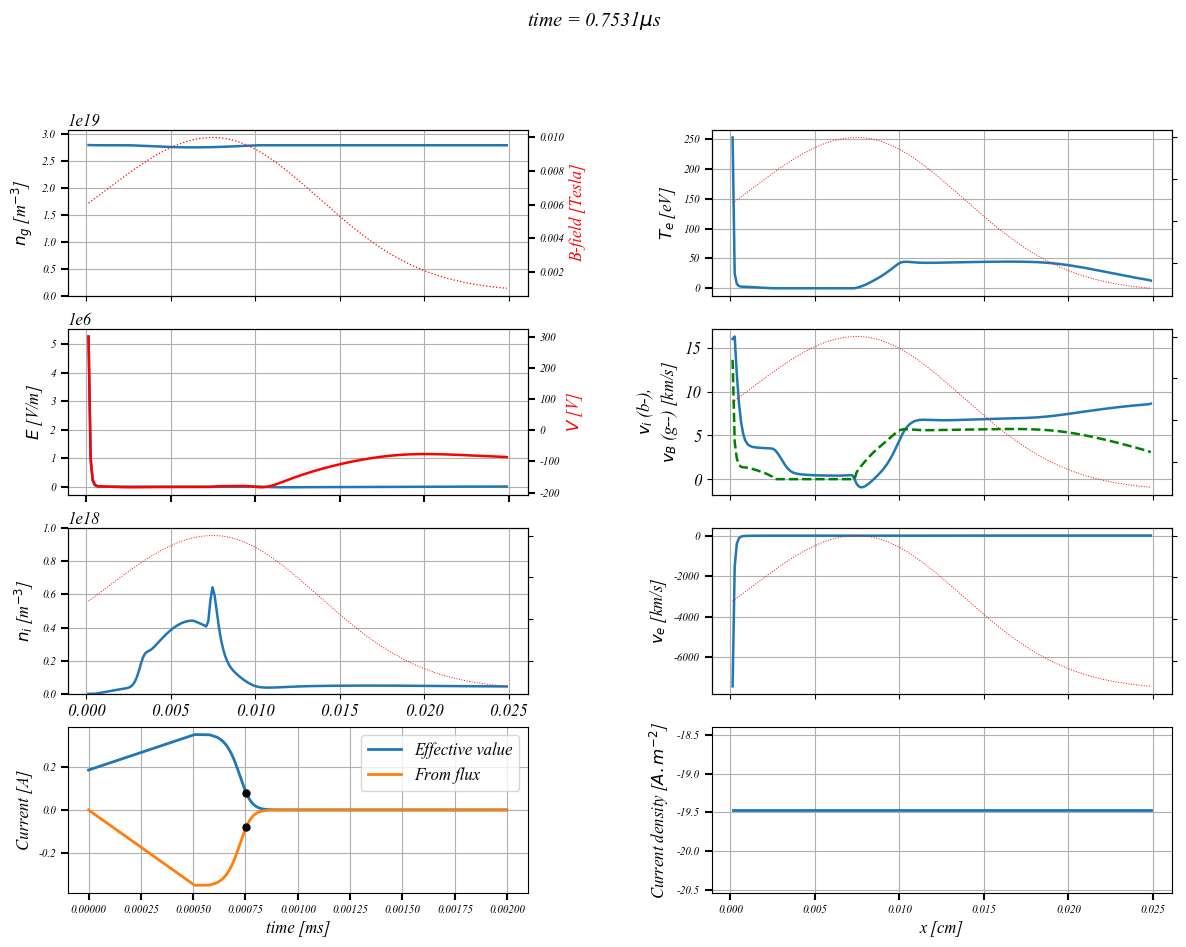 time = 0.7531μs
1e19
3.0
2.5
2.0
1.5
1.0
0.5
0.0
n_g [m^{-3}]
0.010
0.008
0.006
0.004
0.002
B-field [Tesla]
250
200
150
100
50
0
T_e [eV]
1e6
5
4
3
2
1
0
E [V/m]
300
200
100
0
-100
-200
V [V]
15
10
5
0
v_i (b-),
v_B (g--) [km/s]
1e18
1.0
0.8
0.6
0.4
0.2
0.0
n_i [m^{-3}]
0.000 0.005 0.010 0.015 0.020 0.025
0
-2000
-4000
-6000
v_e [km/s]
0.2
0.0
-0.2
Current [A]
Effective value
From flux
0.00000 0.00025 0.00050 0.00075 0.00100 0.00125 0.00150 0.00175 0.00200
time [ms]
-18.5
-19.0
-19.5
-20.0
-20.5
Current density [A.m^{-2}]
0.000 0.005 0.010 0.015 0.020 0.025
x [cm]